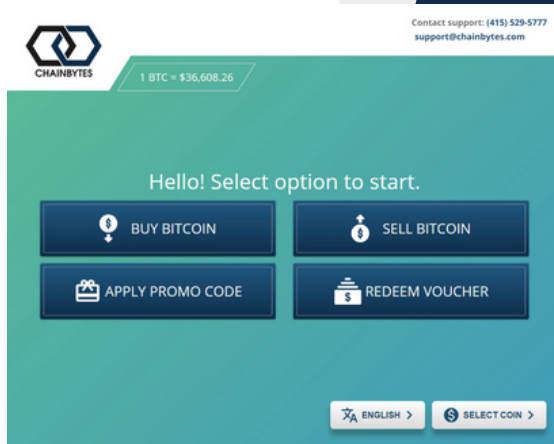 Contact support: (415) 529-5777
support@chainbytes.com
CHAINBYTES
1 BTC = $36,608.26
Hello! Select option to start.
BUY BITCOIN
SELL BITCOIN
APPLY PROMO CODE
REDEEM VOUCHER
ENGLISH >
SELECT COIN >